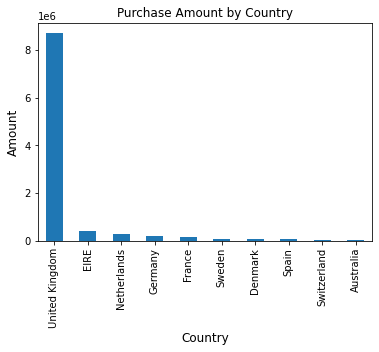 Purchase Amount by Country
1e6
8
6
4
2
0
Amount
United Kingdom
EIRE
Netherlands
Germany
France
Sweden
Denmark
Spain
Switzerland
Australia
Country